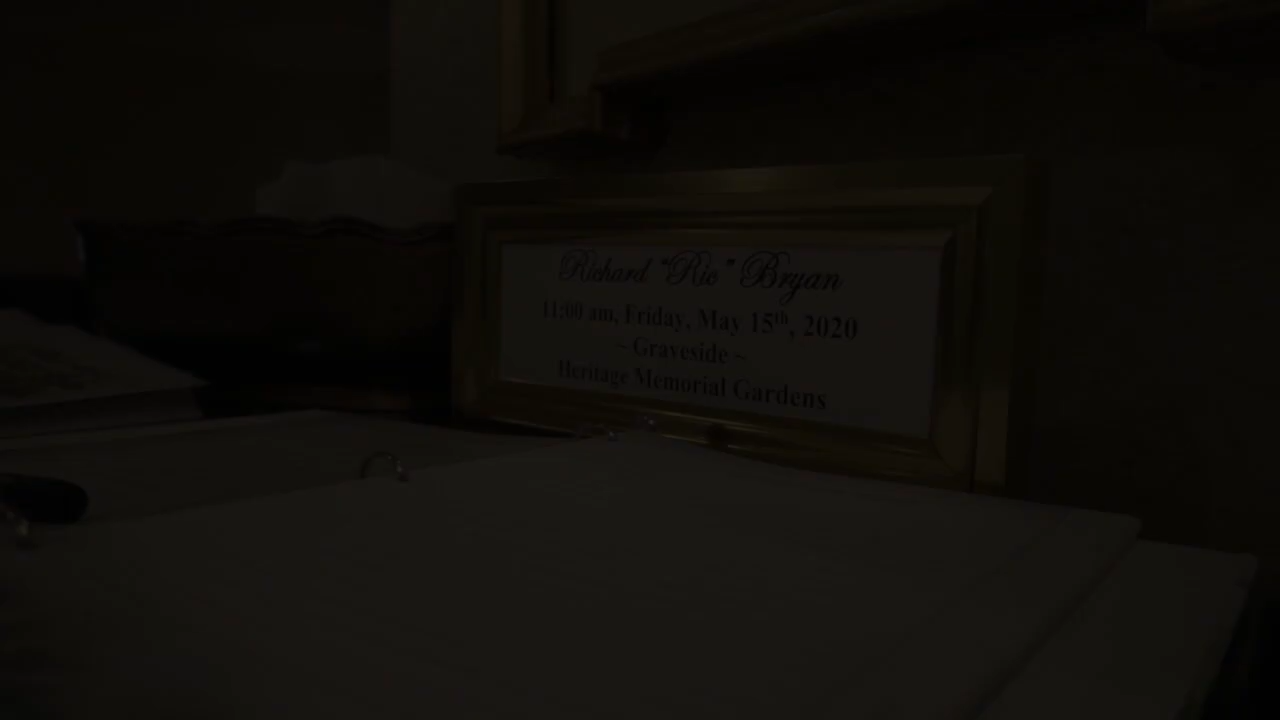 Richard “Ric” Bryan
11:00 am, Friday, May 15th, 2020
~ Graveside ~
Heritage Memorial Gardens